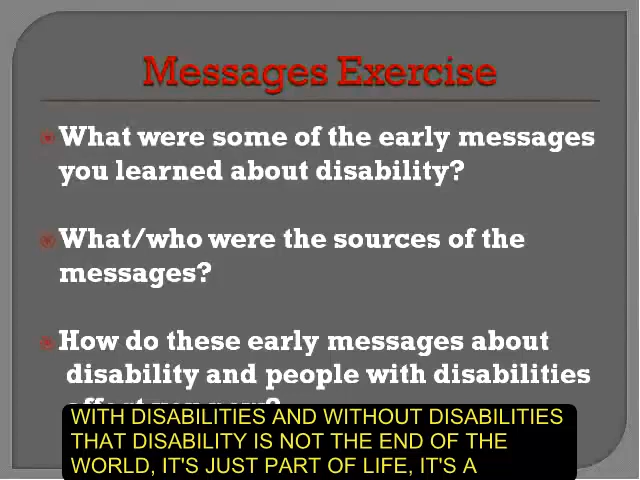 Messages Exercise
What were some of the early messages
you learned about disability?
What/who were the sources of the
messages?
How do these early messages about
disability and people with disabilities
WITH DISABILITIES AND WITHOUT DISABILITIES
THAT DISABILITY IS NOT THE END OF THE
WORLD, IT'S JUST PART OF LIFE, IT'S A